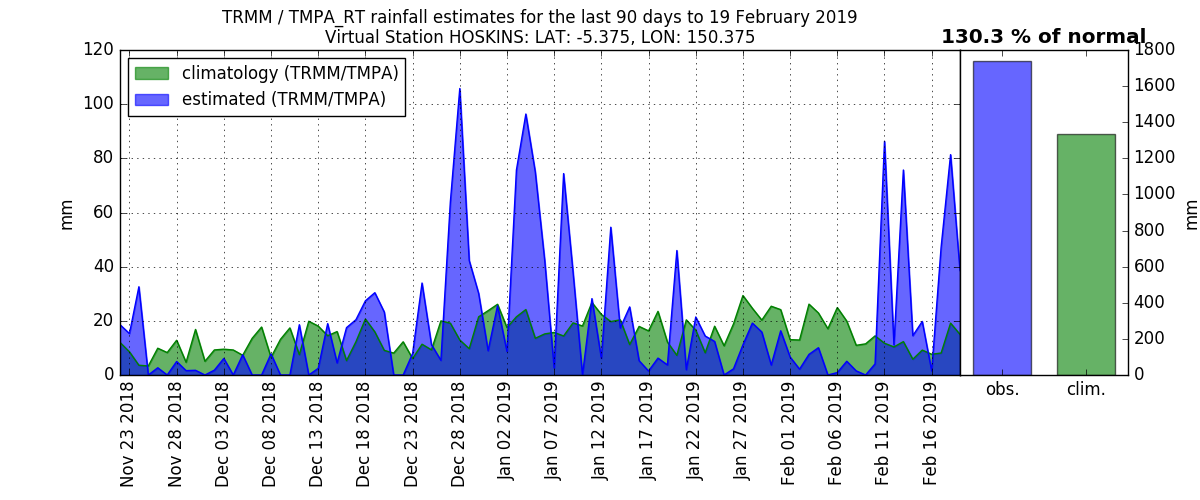 TRMM / TMPA_RT rainfall estimates for the last 90 days to 19 February 2019
Virtual Station HOSKINS: LAT: -5.375, LON: 150.375
130.3 % of normal
climatology (TRMM/TMPA)
estimated (TRMM/TMPA)
120
100
80
60
40
20
0
mm
1800
1600
1400
1200
1000
800
600
400
200
0
mm
Nov 23 2018
Nov 28 2018
Dec 03 2018
Dec 08 2018
Dec 13 2018
Dec 18 2018
Dec 23 2018
Dec 28 2018
Jan 02 2019
Jan 07 2019
Jan 12 2019
Jan 17 2019
Jan 22 2019
Jan 27 2019
Feb 01 2019
Feb 06 2019
Feb 11 2019
Feb 16 2019
obs.
clim.